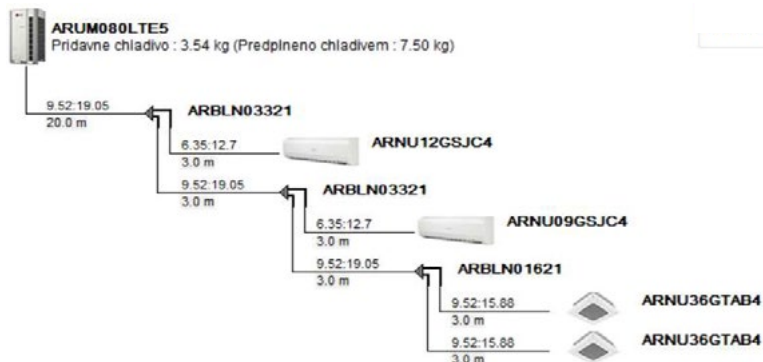 ARUM080LTE5
Pridavne chladivo : 3.54 kg (Predplneno chladivem : 7.50 kg)
9.52:19.05
20.0 m
ARBLN03321
6.35:12.7
3.0 m
ARNU12GSJC4
9.52:19.05
3.0 m
ARBLN03321
6.35:12.7
3.0 m
ARNU09GSJC4
9.52:19.05
3.0 m
ARBLN01621
9.52:15.88
3.0 m
ARNU36GTAB4
9.52:15.88
3.0 m
ARNU36GTAB4